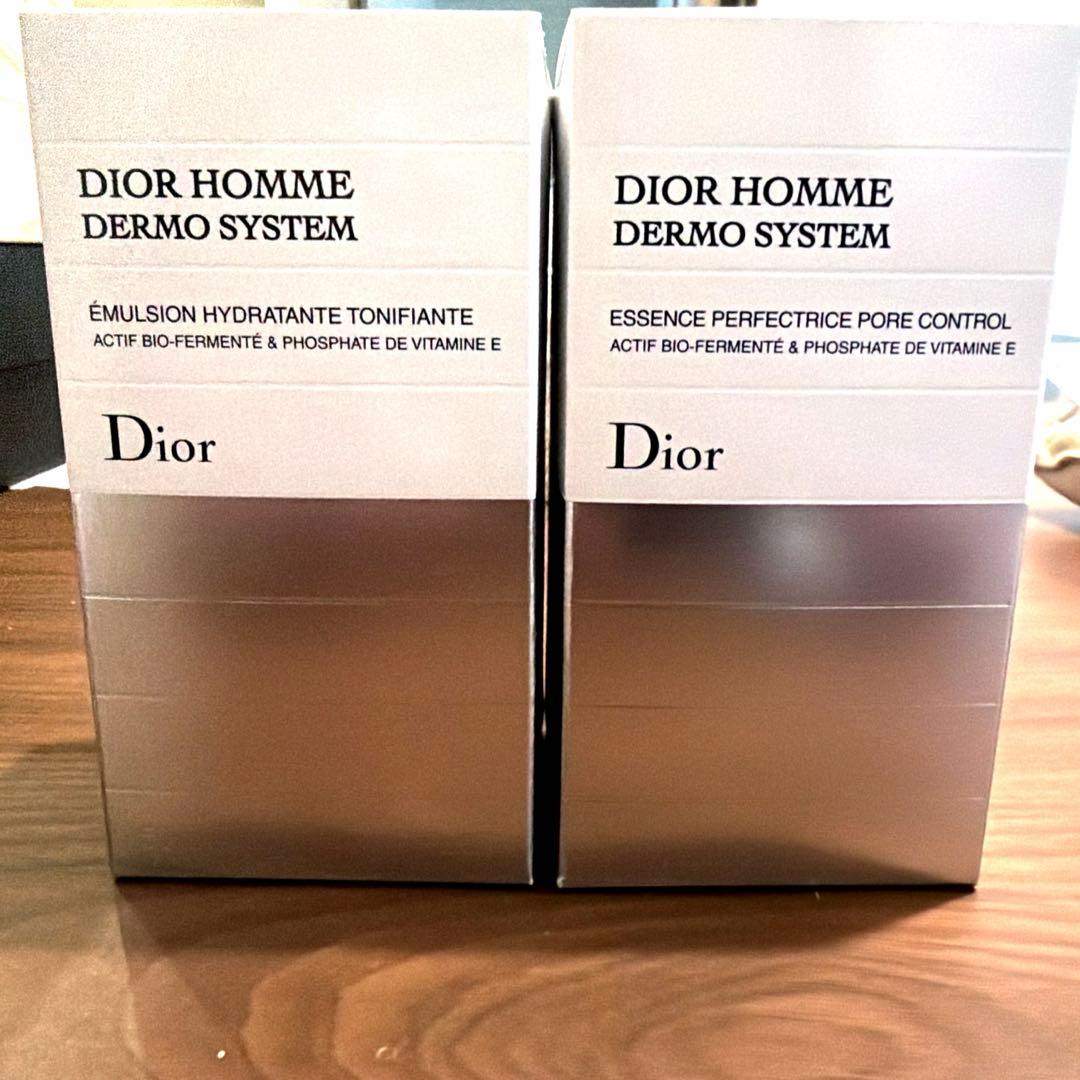 DIOR HOMME
DERMO SYSTEM
ÉMULSION HYDRATANTE TONIFIANTE
ACTIF BIO-FERMENTÉ & PHOSPHATE DE VITAMINE E
Dior
DIOR HOMME
DERMO SYSTEM
ESSENCE PERFECTRICE PORE CONTROL
ACTIF BIO-FERMENTÉ & PHOSPHATE DE VITAMINE E
Dior